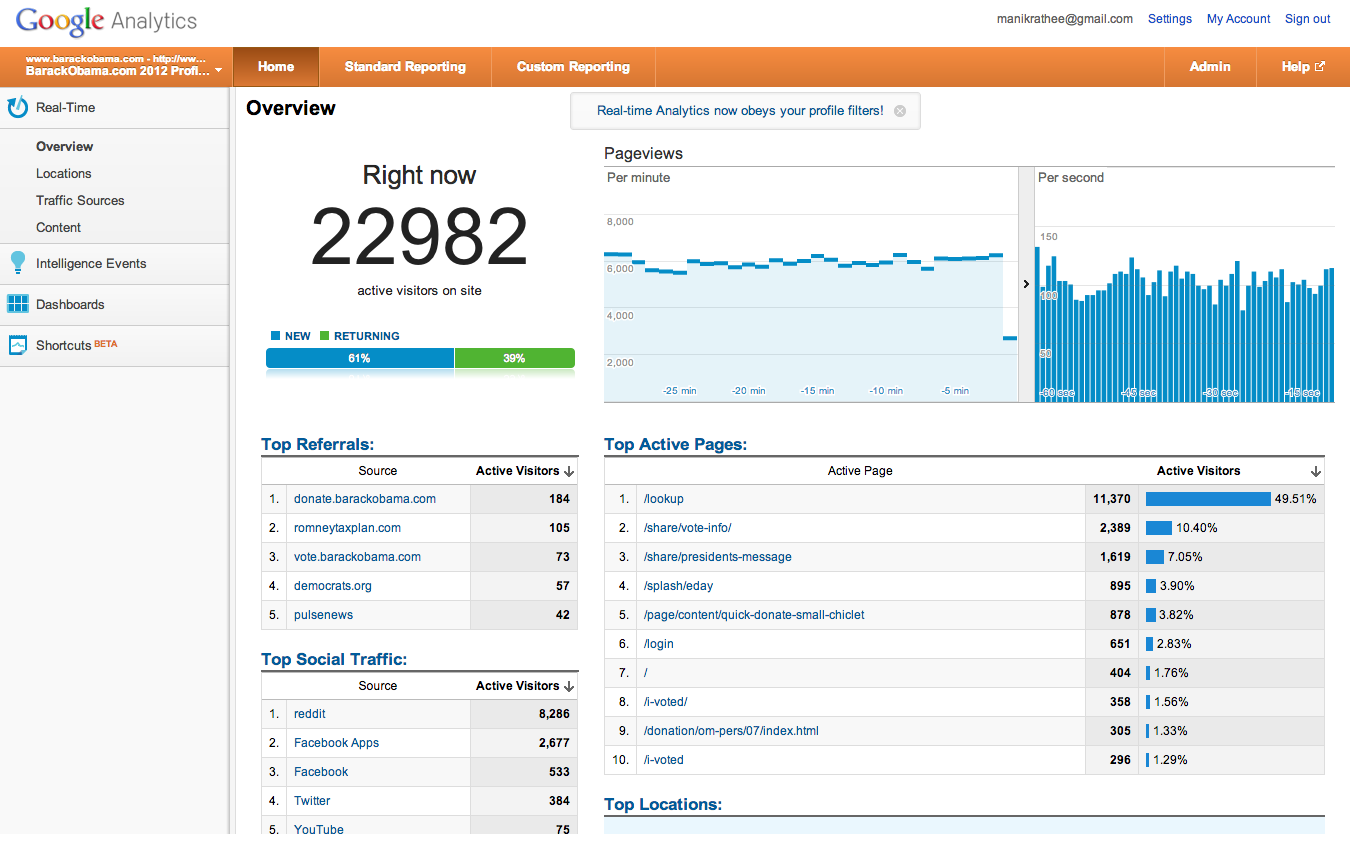 Google Analytics
manikrathee@gmail.com Settings My Account Sign out
www.barackobama.com - http://ww...
BarackObama.com 2012 Profi...
Home Standard Reporting Custom Reporting Admin Help
Real-Time
Overview
Locations
Traffic Sources
Content
Intelligence Events
Dashboards
Shortcuts BETA
Overview
Real-time Analytics now obeys your profile filters!
Right now
22982
active visitors on site
NEW RETURNING
61% 39%
Pageviews
Per minute
8,000
6,000
4,000
2,000
-25 min -20 min -15 min -10 min -5 min
Per second
150
100
50
-60 sec -45 sec -30 sec -15 sec
Top Referrals:
Source Active Visitors
1. donate.barackobama.com 184
2. romneytaxplan.com 105
3. vote.barackobama.com 73
4. democrats.org 57
5. pulsenews 42
Top Social Traffic:
Source Active Visitors
1. reddit 8,286
2. Facebook Apps 2,677
3. Facebook 533
4. Twitter 384
5. YouTube 75
Top Active Pages:
Active Page Active Visitors
1. /lookup 11,370 49.51%
2. /share/vote-info/ 2,389 10.40%
3. /share/presidents-message 1,619 7.05%
4. /splash/eday 895 3.90%
5. /page/content/quick-donate-small-chiclet 878 3.82%
6. /login 651 2.83%
7. / 404 1.76%
8. /i-voted/ 358 1.56%
9. /donation/om-pers/07/index.html 305 1.33%
10. /i-voted 296 1.29%
Top Locations: